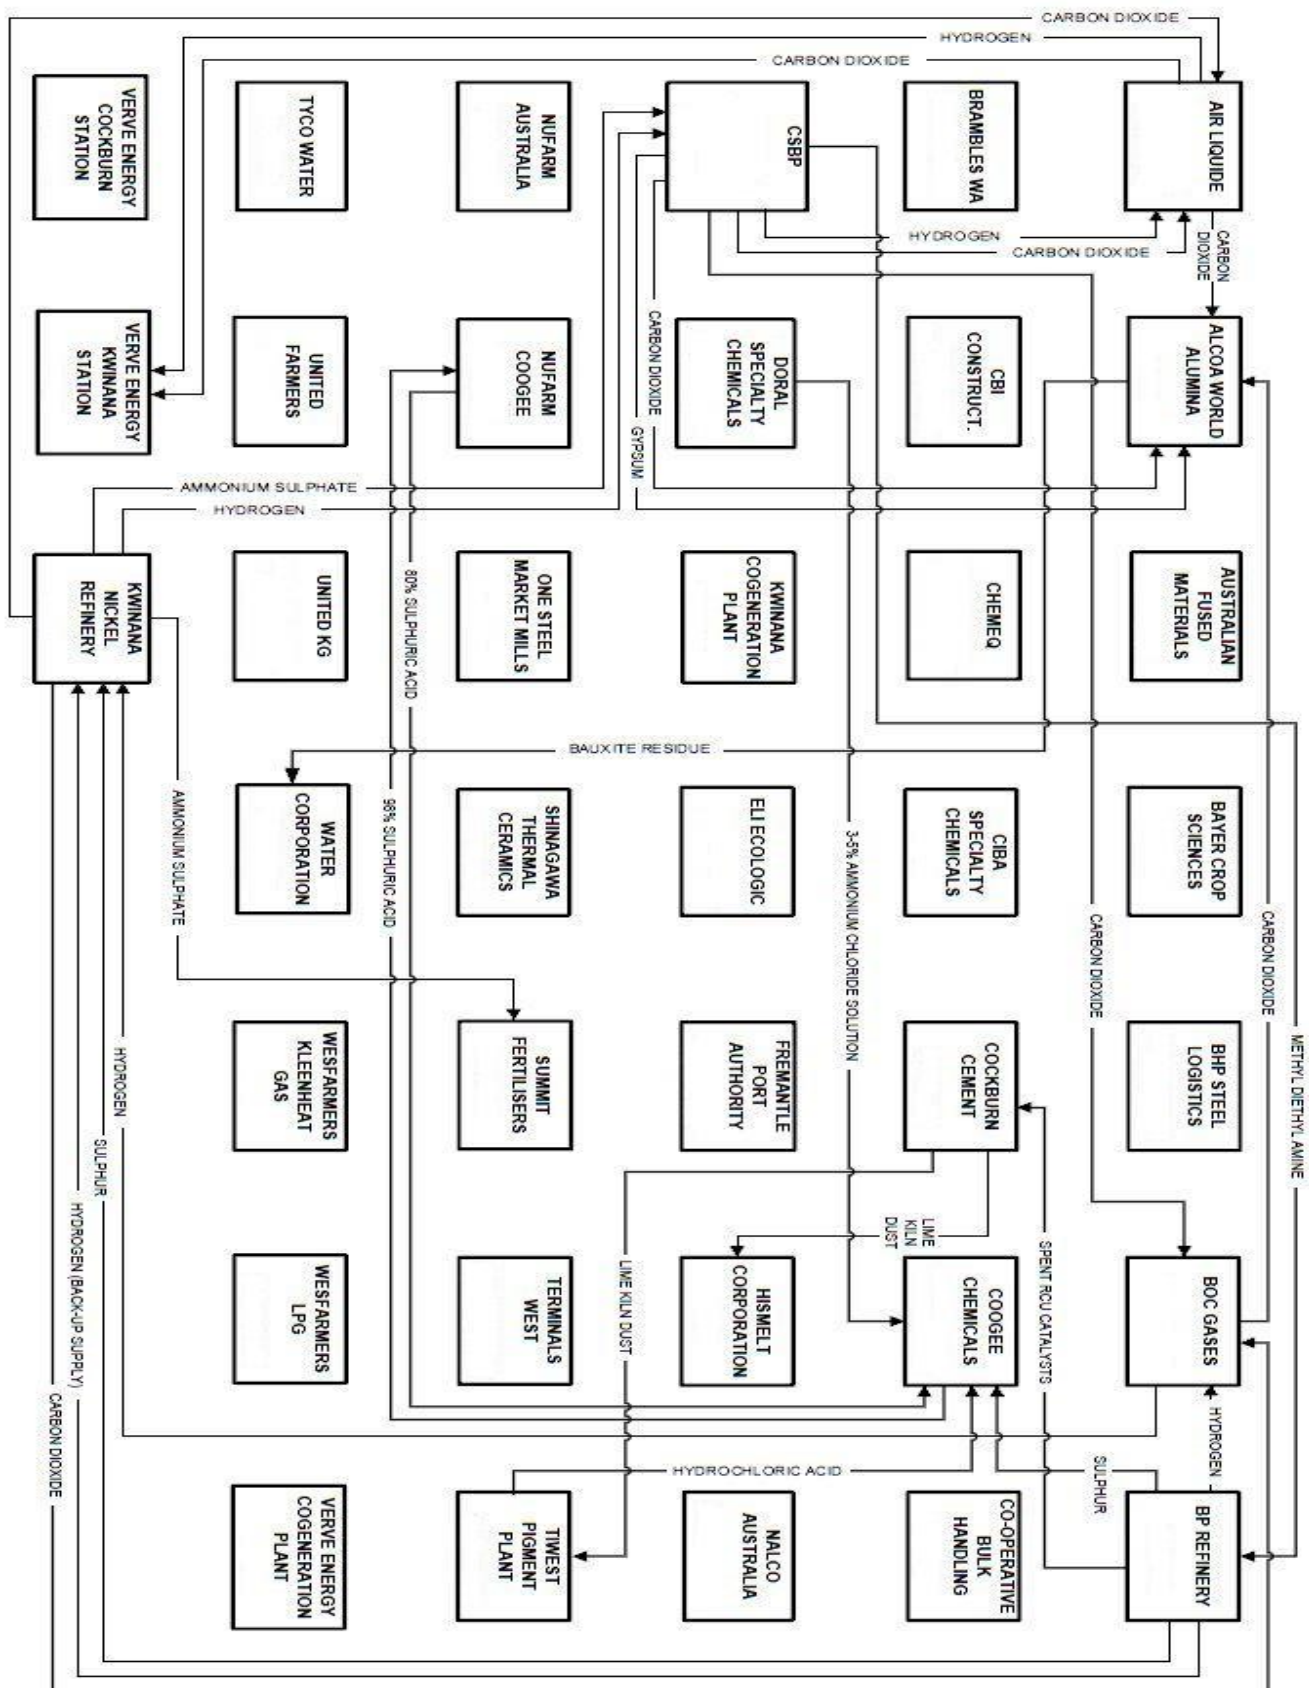 CARBON DIOXIDE
HYDROGEN
CARBON DIOXIDE
VERVE ENERGY
COCKBURN
STATION
TYCO WATER
NUFARM
AUSTRALIA
CSBP
BRAMBLES WA
AIR LIQUIDE
HYDROGEN
CARBON DIOXIDE
CARBON
DIOXIDE
VERVE ENERGY
KWINANA
STATION
UNITED
FARMERS
NUFARM
COOGEE
CARBON DIOXIDE
GYPSUM
DORAL
SPECIALTY
CHEMICALS
CBI
CONSTRUCT.
ALCOA WORLD
ALUMINA
AMMONIUM SULPHATE
HYDROGEN
KWINANA
NICKEL
REFINERY
UNITED KG
80% SULPHURIC ACID
ONE STEEL
MARKET MILLS
KWINANA
COGENERATION
PLANT
CHEMEQ
AUSTRALIAN
FUSED
MATERIALS
BAUXITE RESIDUE
AMMONIUM SULPHATE
WATER
CORPORATION
98% SULPHURIC ACID
SHINAGAWA
THERMAL
CERAMICS
ELI ECOLOGIC
3-5% AMMONIUM CHLORIDE SOLUTION
CIBA
SPECIALTY
CHEMICALS
CARBON DIOXIDE
BAYER CROP
SCIENCES
CARBON DIOXIDE
METHYL DIETHYL AMINE
HYDROGEN
SULPHUR
HYDROGEN (BACK-UP SUPPLY)
WESFARMERS
KLEENHEAT
GAS
SUMMIT
FERTILISERS
FREMANTLE
PORT
AUTHORITY
COCKBURN
CEMENT
BHP STEEL
LOGISTICS
LIME
KILN
DUST
LIME KILN DUST
SPENT RCU CATALYSTS
WESFARMERS
LPG
TERMINALS
WEST
HISMELT
CORPORATION
COOGEE
CHEMICALS
BOC GASES
CARBON DIOXIDE
HYDROGEN
HYDROCHLORIC ACID
SULPHUR
VERVE ENERGY
COGENERATION
PLANT
TIWEST
PIGMENT
PLANT
NALCO
AUSTRALIA
CO-OPERATIVE
BULK
HANDLING
BP REFINERY